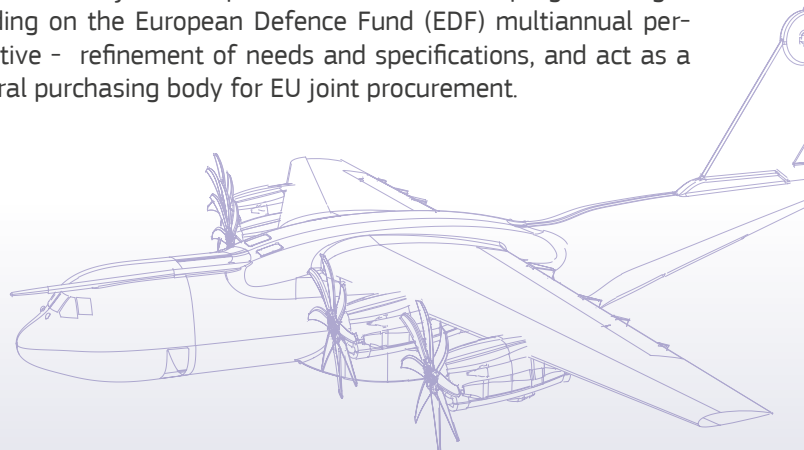 ding on the European Defence Fund (EDF) multiannual per-
tive - refinement of needs and specifications, and act as a
ral purchasing body for EU joint procurement.